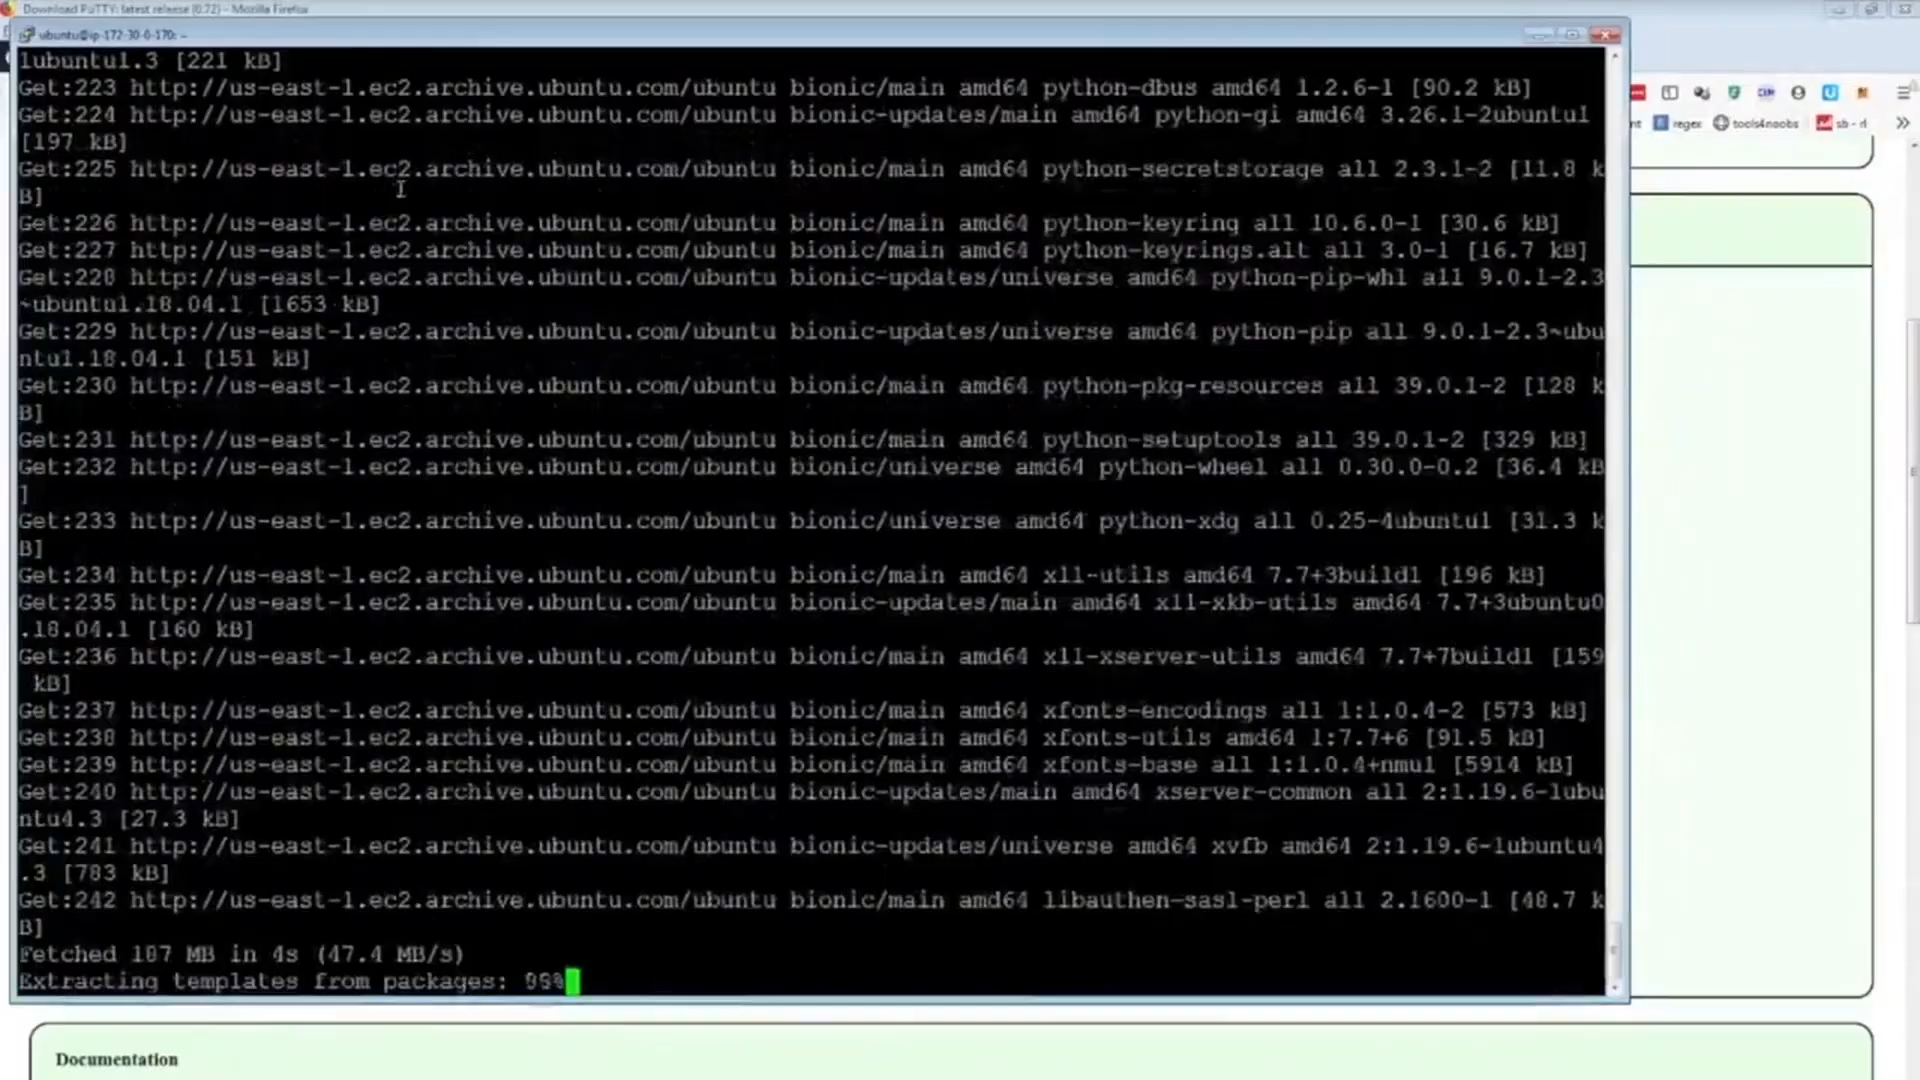 Download PuTTY: latest release (0.72) - Mozilla Firefox
ubuntu@ip-172-30-0-170: ~
1ubuntu1.3 [221 kB]
Get:223 http://us-east-1.ec2.archive.ubuntu.com/ubuntu bionic/main amd64 python-dbus amd64 1.2.6-1 [90.2 kB]
Get:224 http://us-east-1.ec2.archive.ubuntu.com/ubuntu bionic-updates/main amd64 python-gi amd64 3.26.1-2ubuntu1
[197 kB]
Get:225 http://us-east-1.ec2.archive.ubuntu.com/ubuntu bionic/main amd64 python-secretstorage all 2.3.1-2 [11.8 k
B]
Get:226 http://us-east-1.ec2.archive.ubuntu.com/ubuntu bionic/main amd64 python-keyring all 10.6.0-1 [30.6 kB]
Get:227 http://us-east-1.ec2.archive.ubuntu.com/ubuntu bionic/main amd64 python-keyrings.alt all 3.0-1 [16.7 kB]
Get:228 http://us-east-1.ec2.archive.ubuntu.com/ubuntu bionic-updates/universe amd64 python-pip-whl all 9.0.1-2.3
~ubuntu1.18.04.1 [1653 kB]
Get:229 http://us-east-1.ec2.archive.ubuntu.com/ubuntu bionic-updates/universe amd64 python-pip all 9.0.1-2.3~ubu
ntu1.18.04.1 [151 kB]
Get:230 http://us-east-1.ec2.archive.ubuntu.com/ubuntu bionic/main amd64 python-pkg-resources all 39.0.1-2 [128 k
B]
Get:231 http://us-east-1.ec2.archive.ubuntu.com/ubuntu bionic/main amd64 python-setuptools all 39.0.1-2 [329 kB]
Get:232 http://us-east-1.ec2.archive.ubuntu.com/ubuntu bionic/universe amd64 python-wheel all 0.30.0-0.2 [36.4 kB
]
Get:233 http://us-east-1.ec2.archive.ubuntu.com/ubuntu bionic/universe amd64 python-xdg all 0.25-4ubuntu1 [31.3 k
B]
Get:234 http://us-east-1.ec2.archive.ubuntu.com/ubuntu bionic/main amd64 x11-utils amd64 7.7+3build1 [196 kB]
Get:235 http://us-east-1.ec2.archive.ubuntu.com/ubuntu bionic-updates/main amd64 x11-xkb-utils amd64 7.7+3ubuntu0
.18.04.1 [160 kB]
Get:236 http://us-east-1.ec2.archive.ubuntu.com/ubuntu bionic/main amd64 x11-xserver-utils amd64 7.7+7build1 [159
kB]
Get:237 http://us-east-1.ec2.archive.ubuntu.com/ubuntu bionic/main amd64 xfonts-encodings all 1:1.0.4-2 [573 kB]
Get:238 http://us-east-1.ec2.archive.ubuntu.com/ubuntu bionic/main amd64 xfonts-utils amd64 1:7.7+6 [91.5 kB]
Get:239 http://us-east-1.ec2.archive.ubuntu.com/ubuntu bionic/main amd64 xfonts-base all 1:1.0.4+nmu1 [5914 kB]
Get:240 http://us-east-1.ec2.archive.ubuntu.com/ubuntu bionic-updates/main amd64 xserver-common all 2:1.19.6-1ubu
ntu4.3 [27.3 kB]
Get:241 http://us-east-1.ec2.archive.ubuntu.com/ubuntu bionic-updates/universe amd64 xvfb amd64 2:1.19.6-1ubuntu4
.3 [783 kB]
Get:242 http://us-east-1.ec2.archive.ubuntu.com/ubuntu bionic/main amd64 libauthen-sasl-perl all 2.1600-1 [48.7 k
B]
Fetched 187 MB in 4s (47.4 MB/s)
Extracting templates from packages:
nt regex tools4noobs sb - rl
Documentation